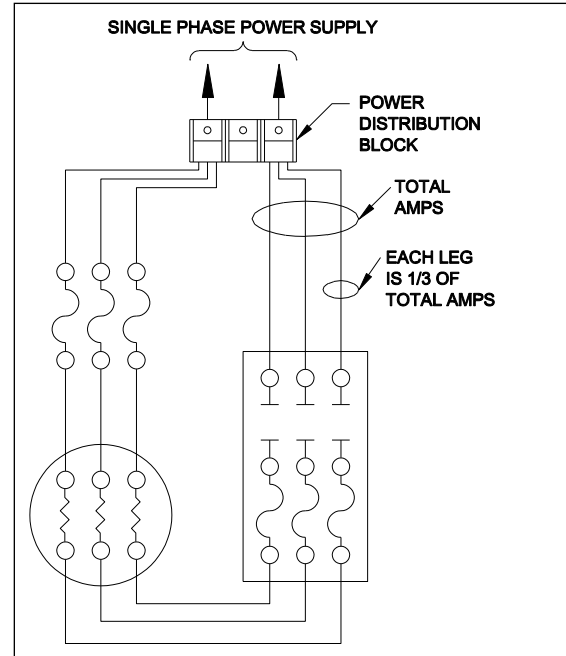 SINGLE PHASE POWER SUPPLY
POWER
DISTRIBUTION
BLOCK
TOTAL
AMPS
EACH LEG
IS 1/3 OF
TOTAL AMPS